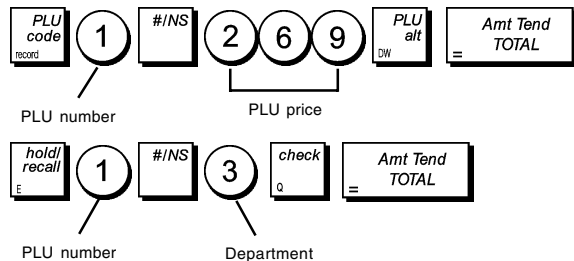 PLU code record 1 #/NS 2 6 9 PLU alt DW Amt Tend TOTAL =
PLU number PLU price
hold/ recall E 1 #/NS 3 check Q Amt Tend TOTAL =
PLU number Department